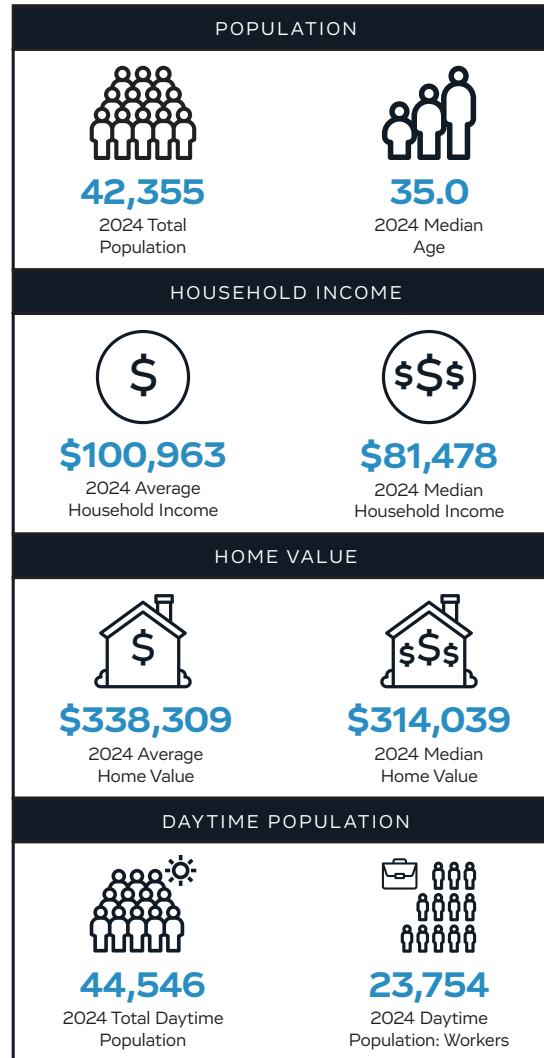 POPULATION
42,355
2024 Total
Population
35.0
2024 Median
Age
HOUSEHOLD INCOME
$
$100,963
2024 Average
Household Income
$$$
$81,478
2024 Median
Household Income
HOME VALUE
$
$338,309
2024 Average
Home Value
$$$
$314,039
2024 Median
Home Value
DAYTIME POPULATION
44,546
2024 Total Daytime
Population
23,754
2024 Daytime
Population: Workers